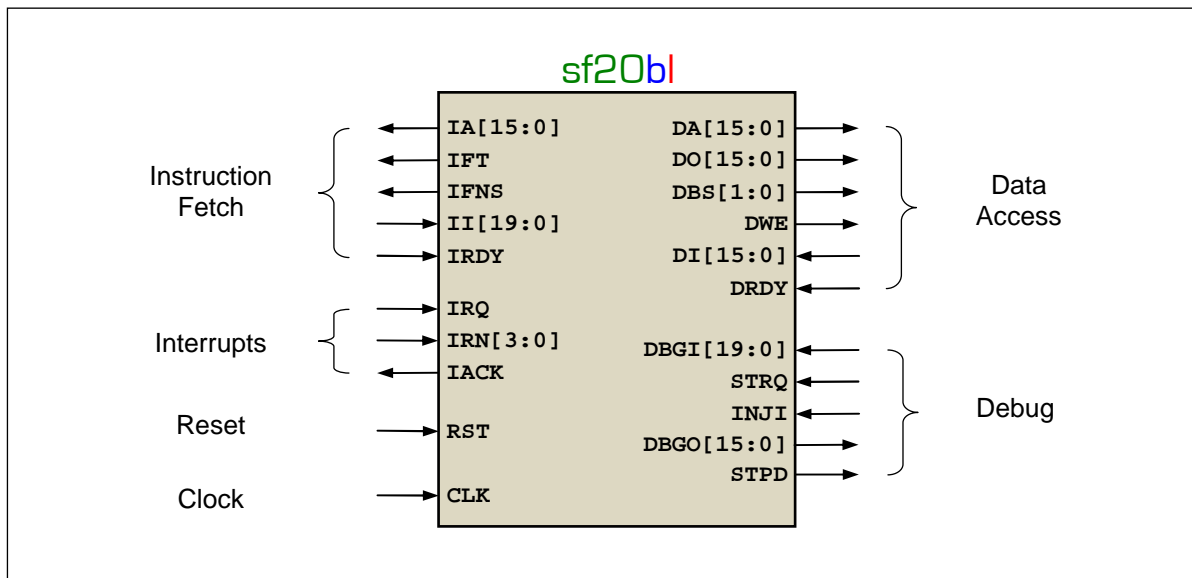 sf20bl
Instruction
Fetch
IA[15:0]
IFT
IFNS
II[19:0]
IRDY
Interrupts
IRQ
IRN[3:0]
IACK
Reset
RST
Clock
CLK
DA[15:0]
DO[15:0]
DBS[1:0]
DWE
DI[15:0]
DRDY
Data
Access
DBGI[19:0]
STRQ
INJI
DBGO[15:0]
STPD
Debug